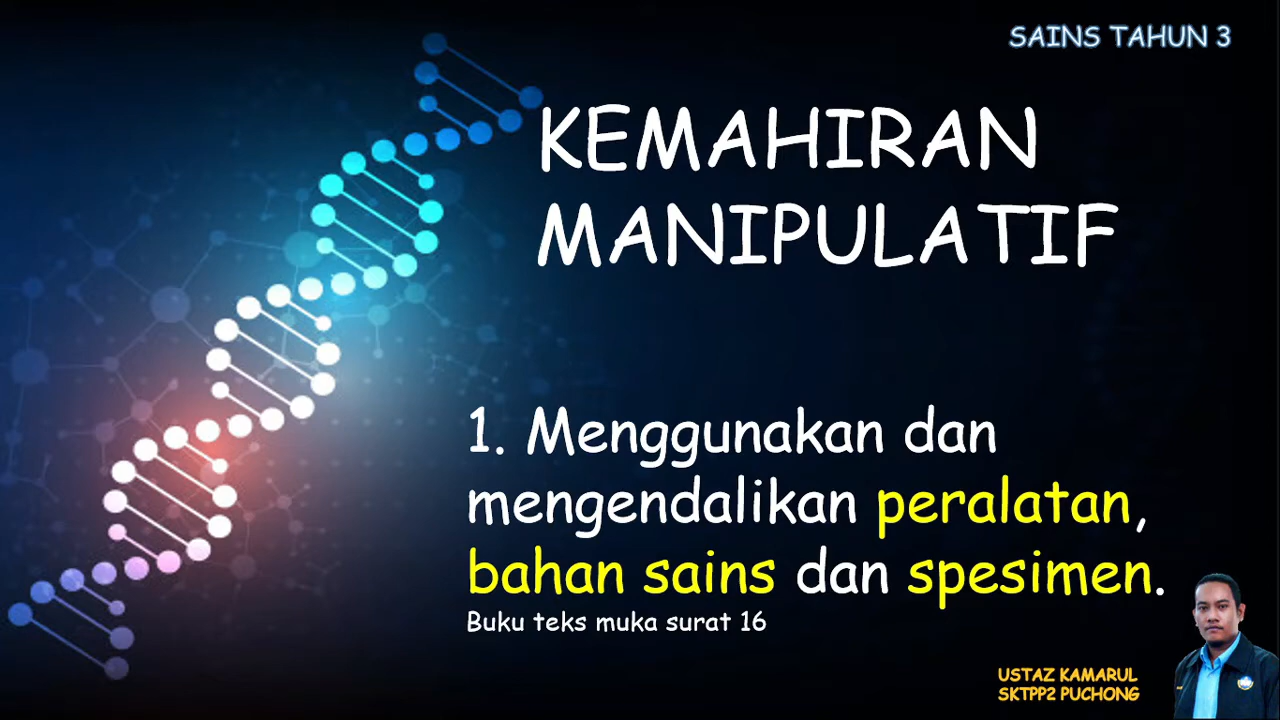 SAINS TAHUN 3
KEMAHIRAN
MANIPULATIF
1. Menggunakan dan
mengendalikan peralatan,
bahan sains dan spesimen.
Buku teks muka surat 16
USTAZ KAMARUL
SKTPP2 PUCHONG